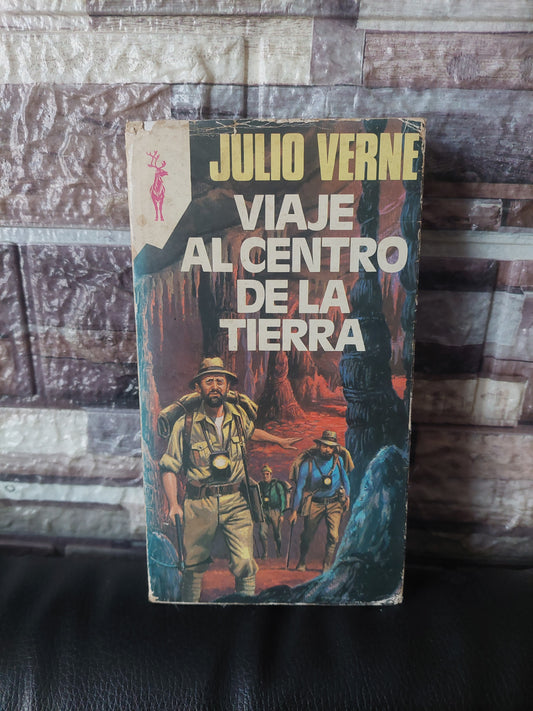 JULIO VERNE
VIAJE
AL CENTRO
DE LA
TIERRA